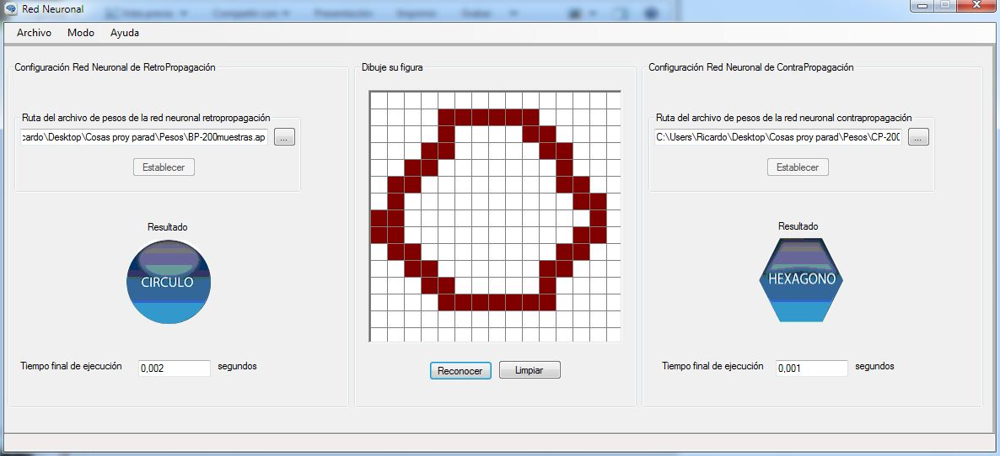 Red Neuronal
Archivo Modo Ayuda
Configuración Red Neuronal de RetroPropagación
Ruta del archivo de pesos de la red neuronal retropropagación
cardo\Desktop\Cosas proy parad\Pesos\BP-200muestras.ap ...
Establecer
Resultado
CIRCULO
Tiempo final de ejecución 0,002 segundos
Dibuje su figura
Reconocer Limpiar
Configuración Red Neuronal de ContraPropagación
Ruta del archivo de pesos de la red neuronal contrapropagación
C:\Users\Ricardo\Desktop\Cosas proy parad\Pesos\CP-200 ...
Establecer
Resultado
HEXAGONO
Tiempo final de ejecución 0,001 segundos